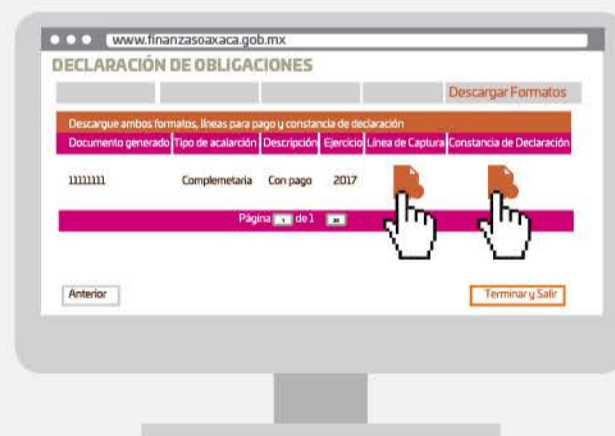 www.finanzasoaxaca.gob.mx
DECLARACIÓN DE OBLIGACIONES
Descargar Formatos
Descargue ambos formatos, líneas para pago y constancia de declaración
Documento generado Tipo de acalarción Descripción Ejercicio Línea de Captura Constancia de Declaración
11111111 Complemetaria Con pago 2017
Página 1 de 1
Anterior Terminar y Salir